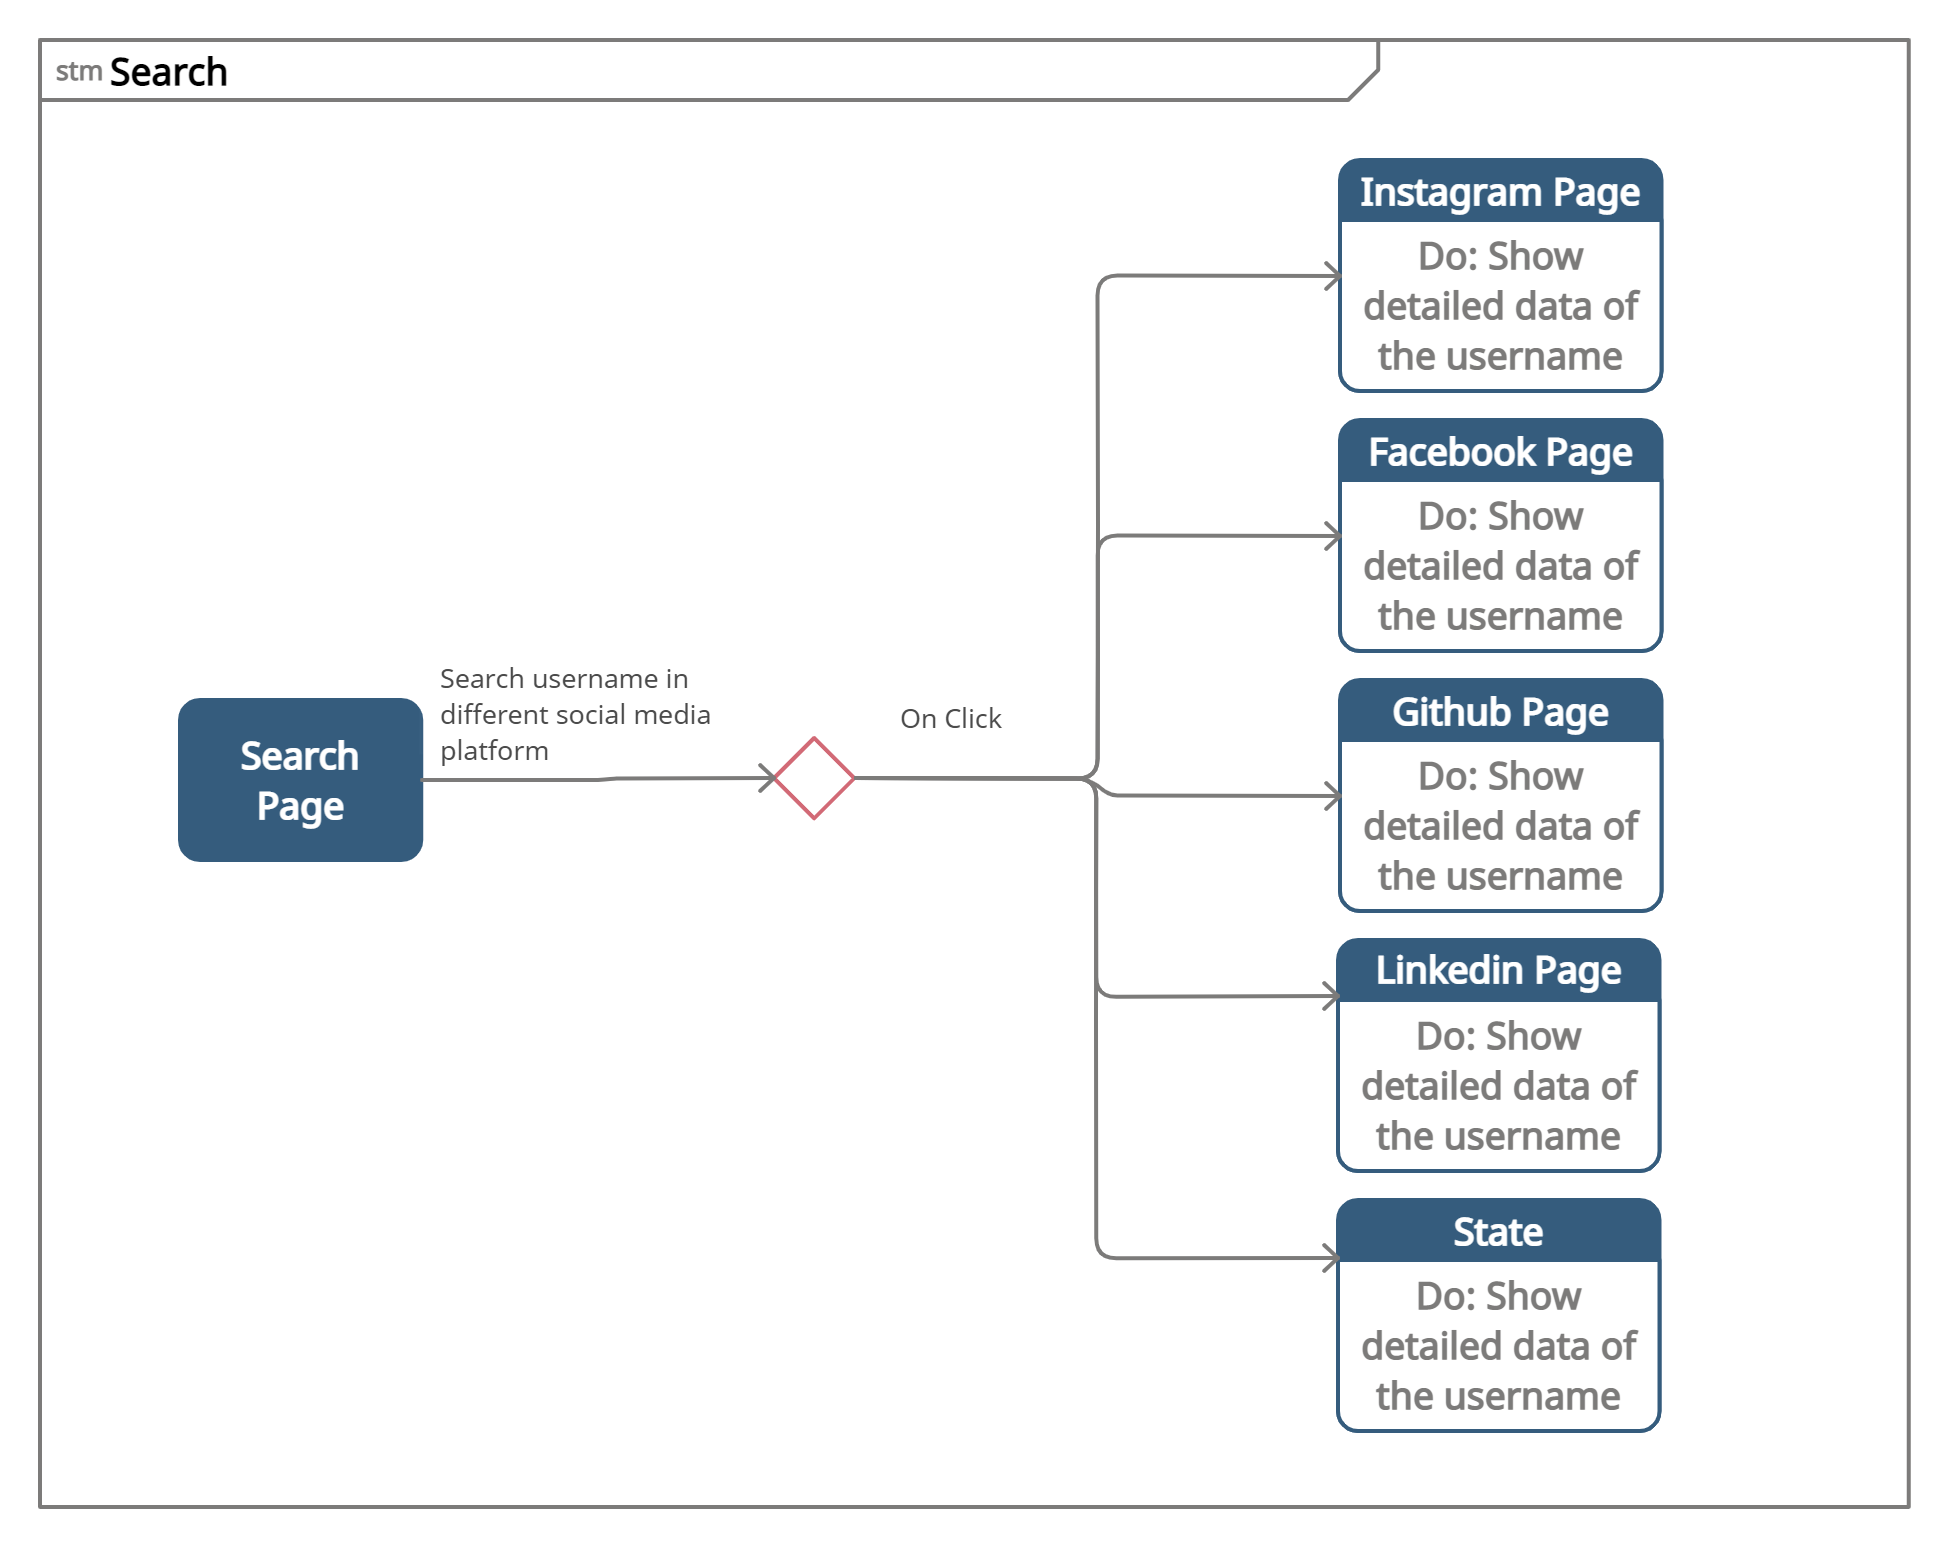 stm Search
Instagram Page
Do: Show
detailed data of
the username
Facebook Page
Do: Show
detailed data of
the username
Search username in
different social media
platform
On Click
Search
Page
Github Page
Do: Show
detailed data of
the username
Linkedin Page
Do: Show
detailed data of
the username
State
Do: Show
detailed data of
the username